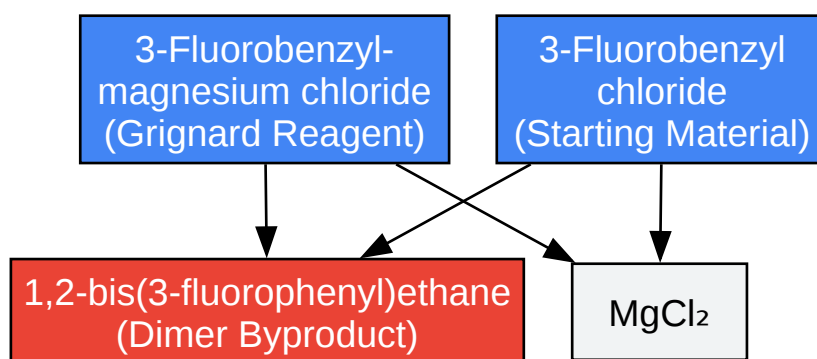 3-Fluorobenzyl-
magnesium chloride
(Grignard Reagent)
3-Fluorobenzyl
chloride
(Starting Material)
1,2-bis(3-fluorophenyl)ethane
(Dimer Byproduct)
MgCl₂